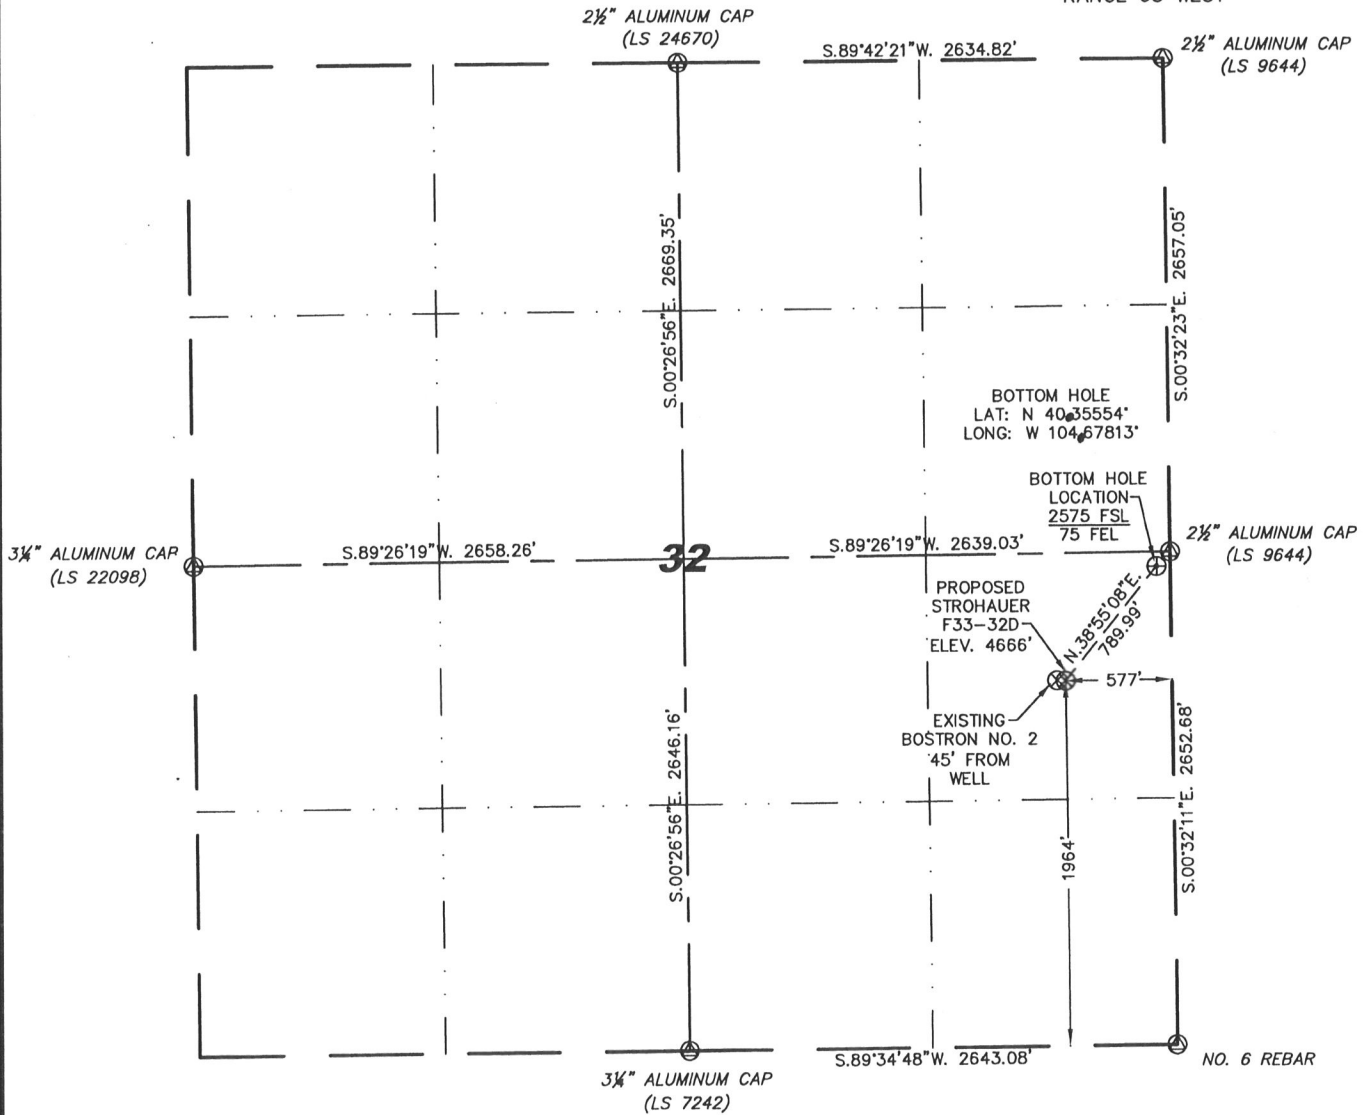 2½" ALUMINUM CAP
(LS 24670)
S.89°42'21"W. 2634.82'
2½" ALUMINUM CAP
(LS 9644)
S.00°26'56"E. 2669.35'
S.00°32'23"E. 2657.05'
BOTTOM HOLE
LAT: N 40.35554°
LONG: W 104.67813°
BOTTOM HOLE
LOCATION
2575 FSL
75 FEL
3¼" ALUMINUM CAP
(LS 22098)
S.89°26'19"W. 2658.26'
32
S.89°26'19"W. 2639.03'
2½" ALUMINUM CAP
(LS 9644)
PROPOSED
STROHAUER
F33-32D
ELEV. 4666'
N.38°55'08"E.
789.99'
577'
EXISTING
BOSTRON NO. 2
45' FROM
WELL
S.00°26'56"E. 2646.16'
1964'
S.00°32'11"E. 2652.68'
S.89°34'48"W. 2643.08'
NO. 6 REBAR
3¼" ALUMINUM CAP
(LS 7242)